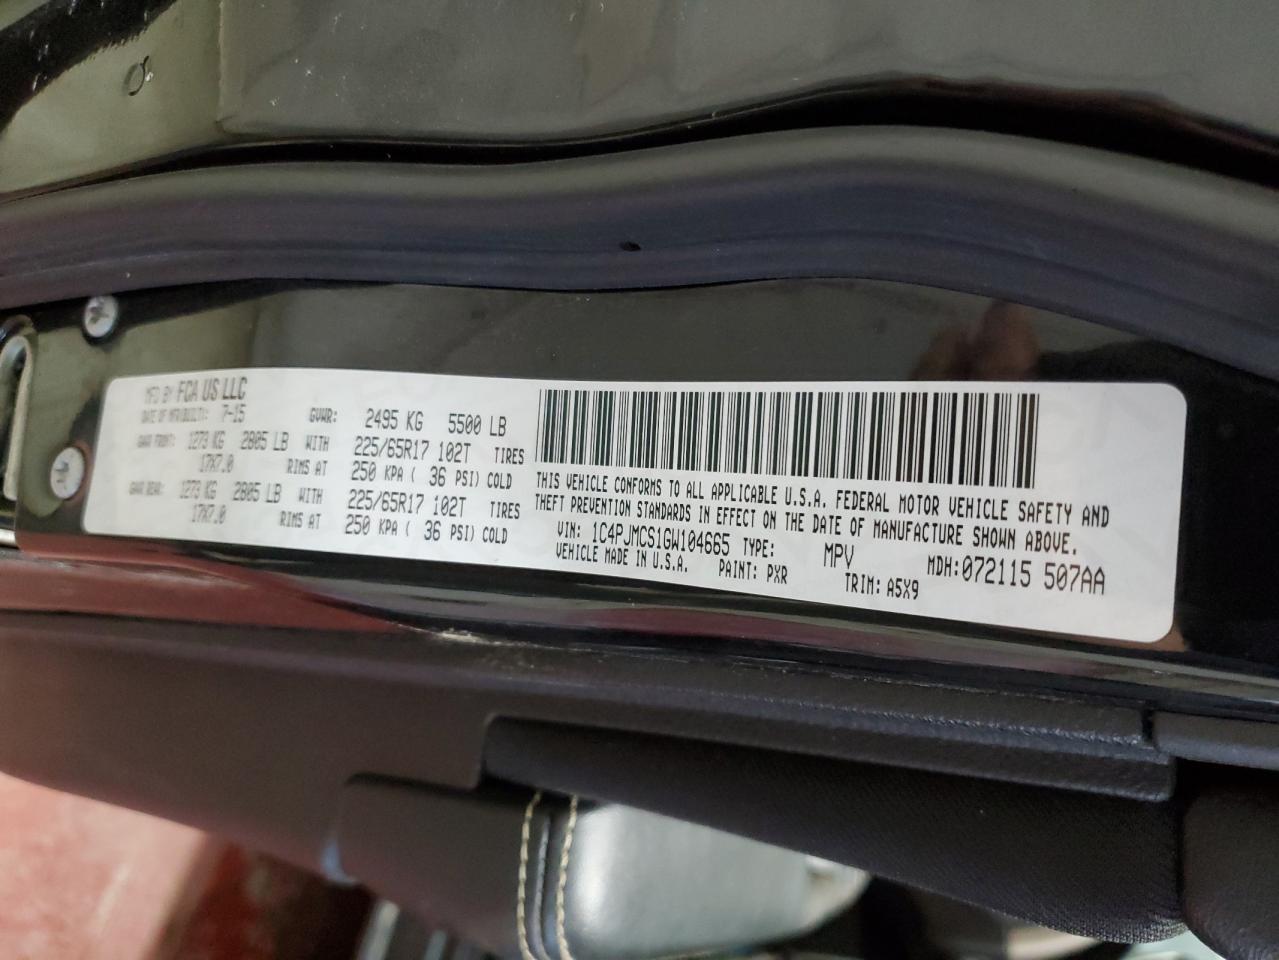 MFD BY FCA US LLC
DATE OF MFR(BUILT): 7-15 GVWR: 2495 KG 5500 LB
GAWR FRONT: 1273 KG 2805 LB WITH 225/65R17 102T TIRES
17X7.0 RIMS AT 250 KPA ( 36 PSI) COLD
GAWR REAR: 1273 KG 2805 LB WITH 225/65R17 102T TIRES
17X7.0 RIMS AT 250 KPA ( 36 PSI) COLD
THIS VEHICLE CONFORMS TO ALL APPLICABLE U.S.A. FEDERAL MOTOR VEHICLE SAFETY AND
THEFT PREVENTION STANDARDS IN EFFECT ON THE DATE OF MANUFACTURE SHOWN ABOVE.
VIN: 1C4PJMCS1GW104665 TYPE: MPV MDH:072115 507AA
VEHICLE MADE IN U.S.A. PAINT: PXR TRIM: A5X9